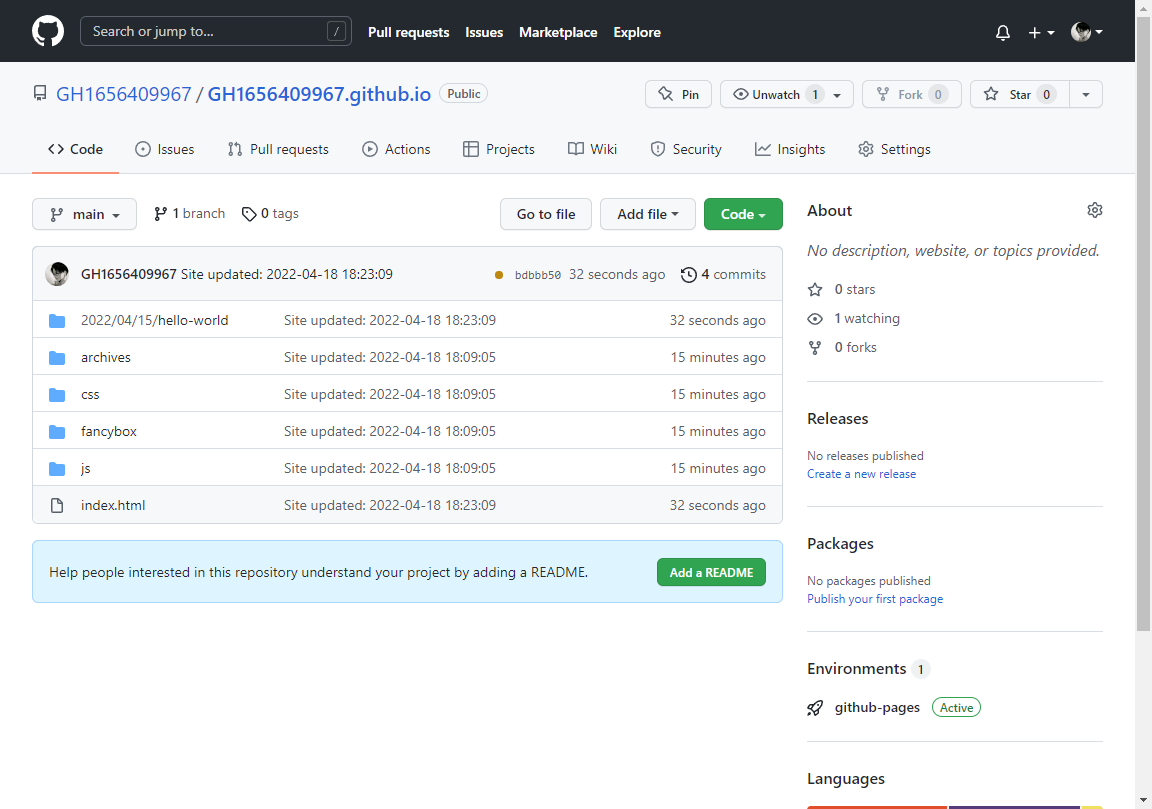 Search or jump to... /
Pull requests Issues Marketplace Explore
GH1656409967 / GH1656409967.github.io Public
Pin Unwatch 1 Fork 0 Star 0
Code Issues Pull requests Actions Projects Wiki Security Insights Settings
main 1 branch 0 tags Go to file Add file Code
GH1656409967 Site updated: 2022-04-18 18:23:09 bdbbb50 32 seconds ago 4 commits
2022/04/15/hello-world Site updated: 2022-04-18 18:23:09 32 seconds ago
archives Site updated: 2022-04-18 18:09:05 15 minutes ago
css Site updated: 2022-04-18 18:09:05 15 minutes ago
fancybox Site updated: 2022-04-18 18:09:05 15 minutes ago
js Site updated: 2022-04-18 18:09:05 15 minutes ago
index.html Site updated: 2022-04-18 18:23:09 32 seconds ago
Help people interested in this repository understand your project by adding a README. Add a README
About
No description, website, or topics provided.
0 stars
1 watching
0 forks
Releases
No releases published
Create a new release
Packages
No packages published
Publish your first package
Environments 1
github-pages Active
Languages